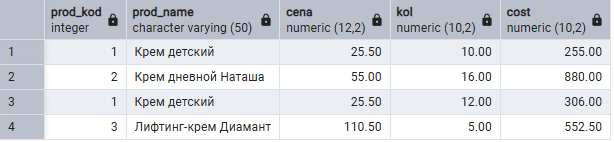 prod_kod prod_name cena kol cost
integer character varying (50) numeric (12,2) numeric (10,2) numeric (10,2)
1 1 Крем детский 25.50 10.00 255.00
2 2 Крем дневной Наташа 55.00 16.00 880.00
3 1 Крем детский 25.50 12.00 306.00
4 3 Лифтинг-крем Диамант 110.50 5.00 552.50